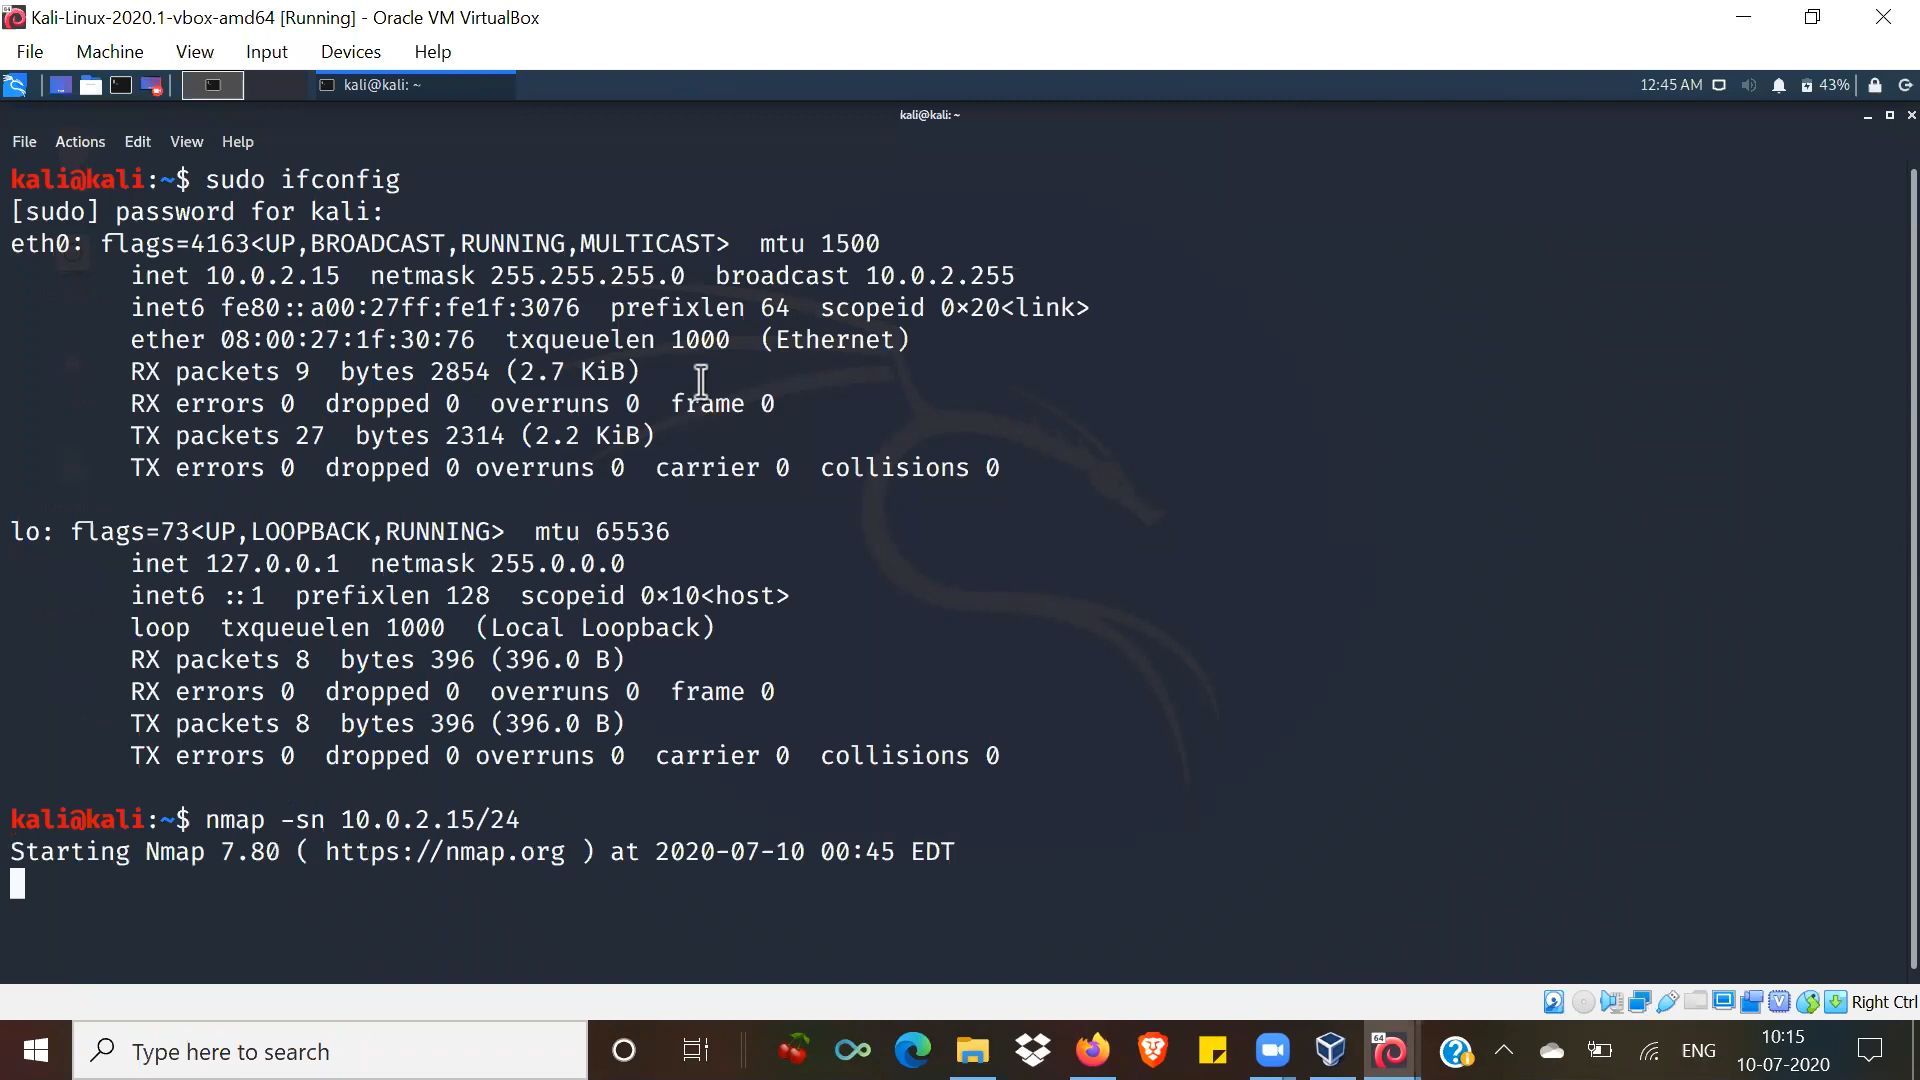 Kali-Linux-2020.1-vbox-amd64 [Running] - Oracle VM VirtualBox
File Machine View Input Devices Help
kali@kali: ~ 12:45 AM 43%
kali@kali: ~
File Actions Edit View Help
kali@kali:~$ sudo ifconfig
[sudo] password for kali:
eth0: flags=4163<UP,BROADCAST,RUNNING,MULTICAST>  mtu 1500
        inet 10.0.2.15  netmask 255.255.255.0  broadcast 10.0.2.255
        inet6 fe80::a00:27ff:fe1f:3076  prefixlen 64  scopeid 0×20<link>
        ether 08:00:27:1f:30:76  txqueuelen 1000  (Ethernet)
        RX packets 9  bytes 2854 (2.7 KiB)
        RX errors 0  dropped 0  overruns 0  frame 0
        TX packets 27  bytes 2314 (2.2 KiB)
        TX errors 0  dropped 0 overruns 0  carrier 0  collisions 0
lo: flags=73<UP,LOOPBACK,RUNNING>  mtu 65536
        inet 127.0.0.1  netmask 255.0.0.0
        inet6 ::1  prefixlen 128  scopeid 0×10<host>
        loop  txqueuelen 1000  (Local Loopback)
        RX packets 8  bytes 396 (396.0 B)
        RX errors 0  dropped 0  overruns 0  frame 0
        TX packets 8  bytes 396 (396.0 B)
        TX errors 0  dropped 0 overruns 0  carrier 0  collisions 0
kali@kali:~$ nmap -sn 10.0.2.15/24
Starting Nmap 7.80 ( https://nmap.org ) at 2020-07-10 00:45 EDT
Right Ctrl
Type here to search 64 ENG 10:15
10-07-2020